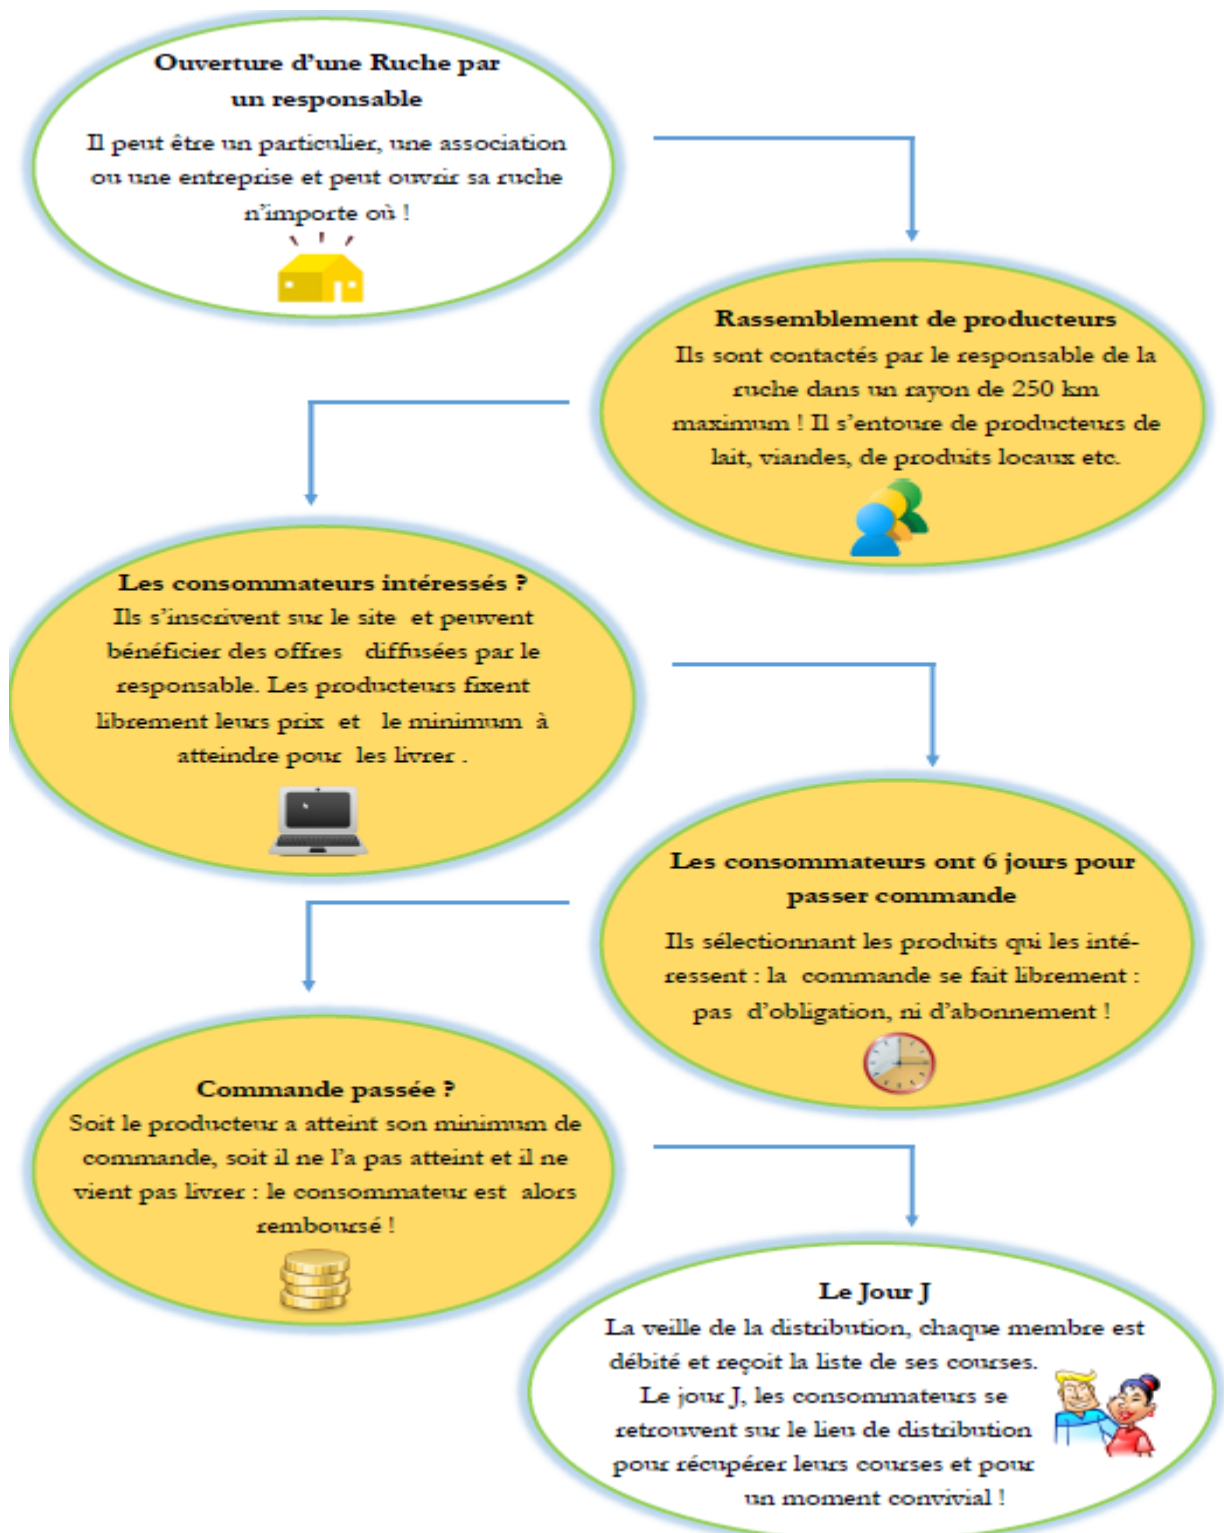 Ouverture d'une Ruche par
un responsable
Il peut être un particulier, une association
ou une entreprise et peut ouvrir sa ruche
n'importe où !
Rassemblement de producteurs
Ils sont contactés par le responsable de la
ruche dans un rayon de 250 km
maximum ! Il s'entoure de producteurs de
lait, viandes, de produits locaux etc.
Les consommateurs intéressés ?
Ils s'inscrivent sur le site et peuvent
bénéficier des offres diffusées par le
responsable. Les producteurs fixent
librement leurs prix et le minimum à
atteindre pour les livrer .
Les consommateurs ont 6 jours pour
passer commande
Ils sélectionnant les produits qui les inté-
ressent : la commande se fait librement :
pas d'obligation, ni d'abonnement !
Commande passée ?
Soit le producteur a atteint son minimum de
commande, soit il ne l'a pas atteint et il ne
vient pas livrer : le consommateur est alors
remboursé !
Le Jour J
La veille de la distribution, chaque membre est
débité et reçoit la liste de ses courses.
Le jour J, les consommateurs se
retrouvent sur le lieu de distribution
pour récupérer leurs courses et pour
un moment convivial !